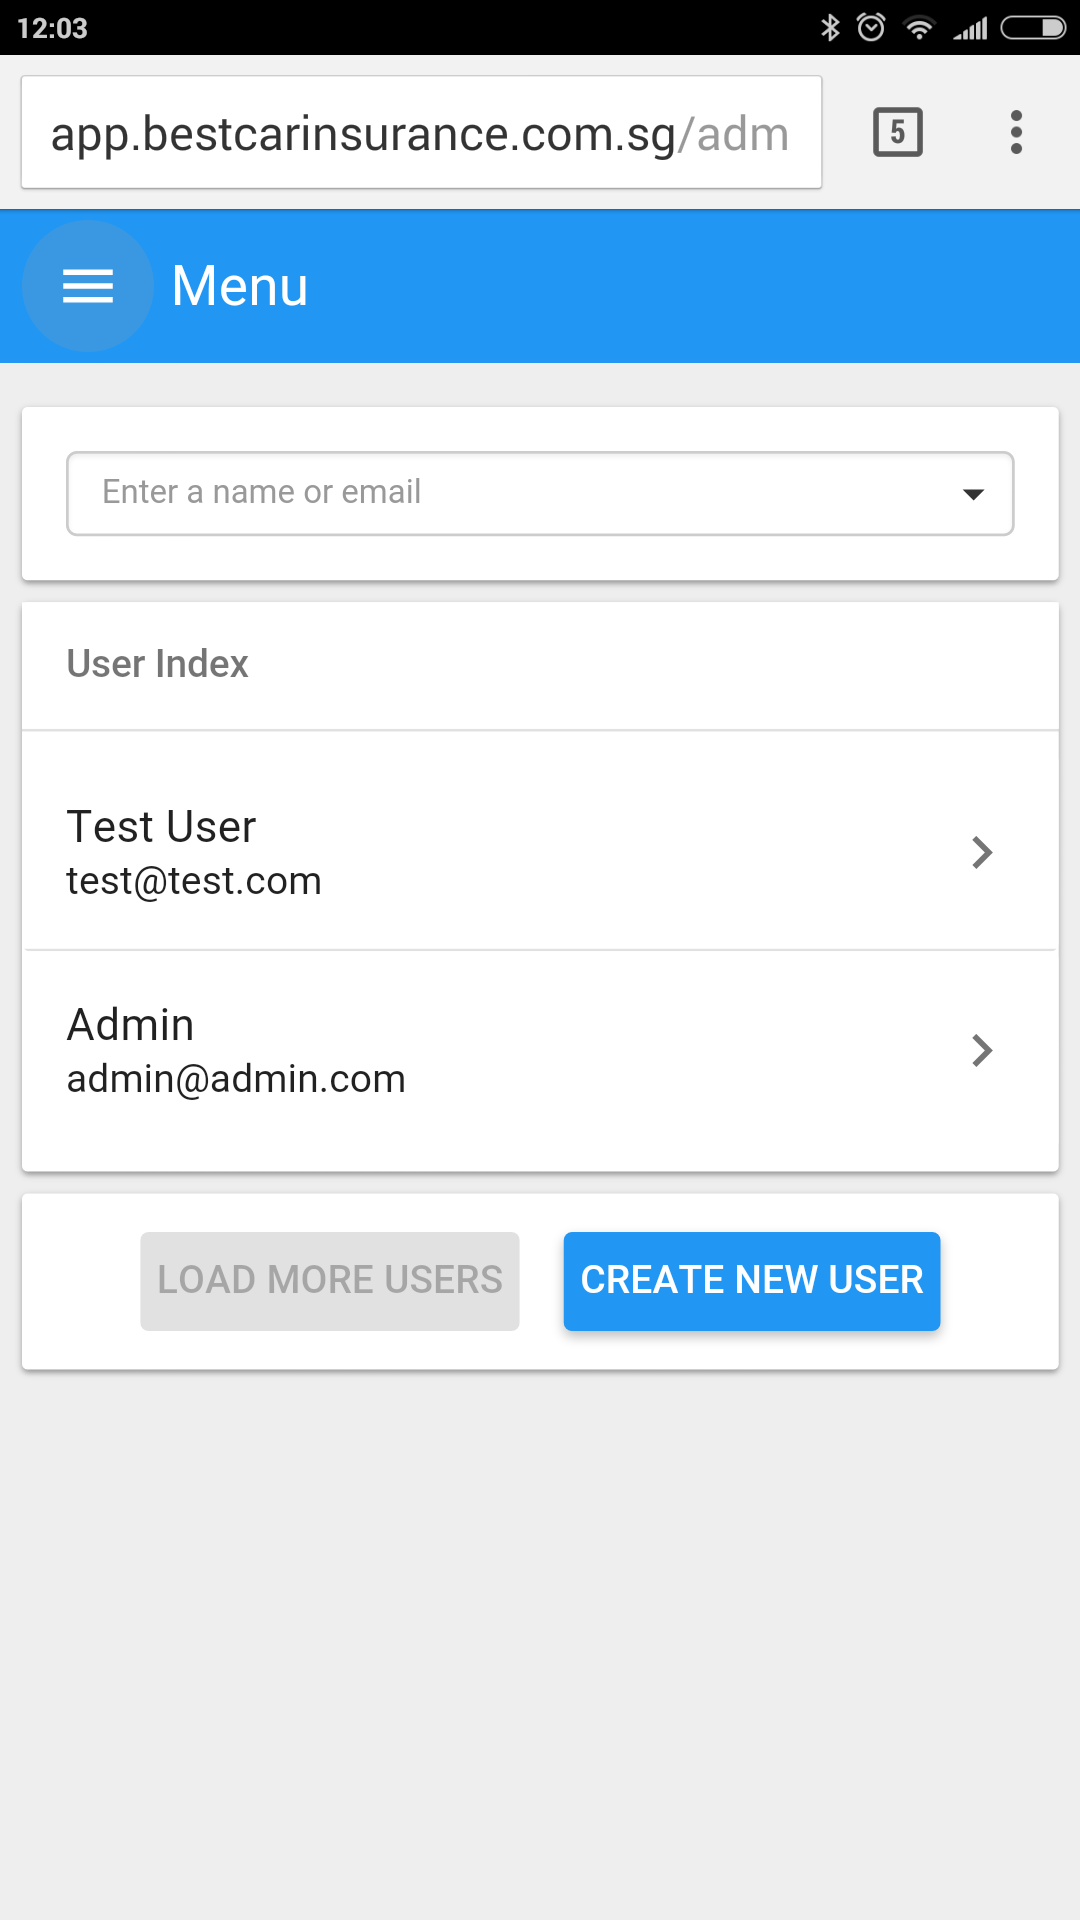 12:03
app.bestcarinsurance.com.sg/adm
5
Menu
Enter a name or email
User Index
Test User
test@test.com
Admin
admin@admin.com
LOAD MORE USERS
CREATE NEW USER